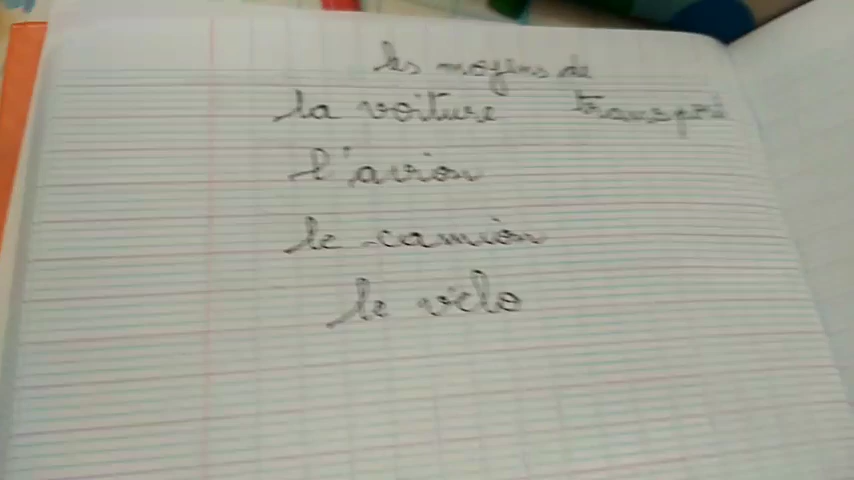 les moyens de
transport
la voiture
l'avion
le camion
le vélo